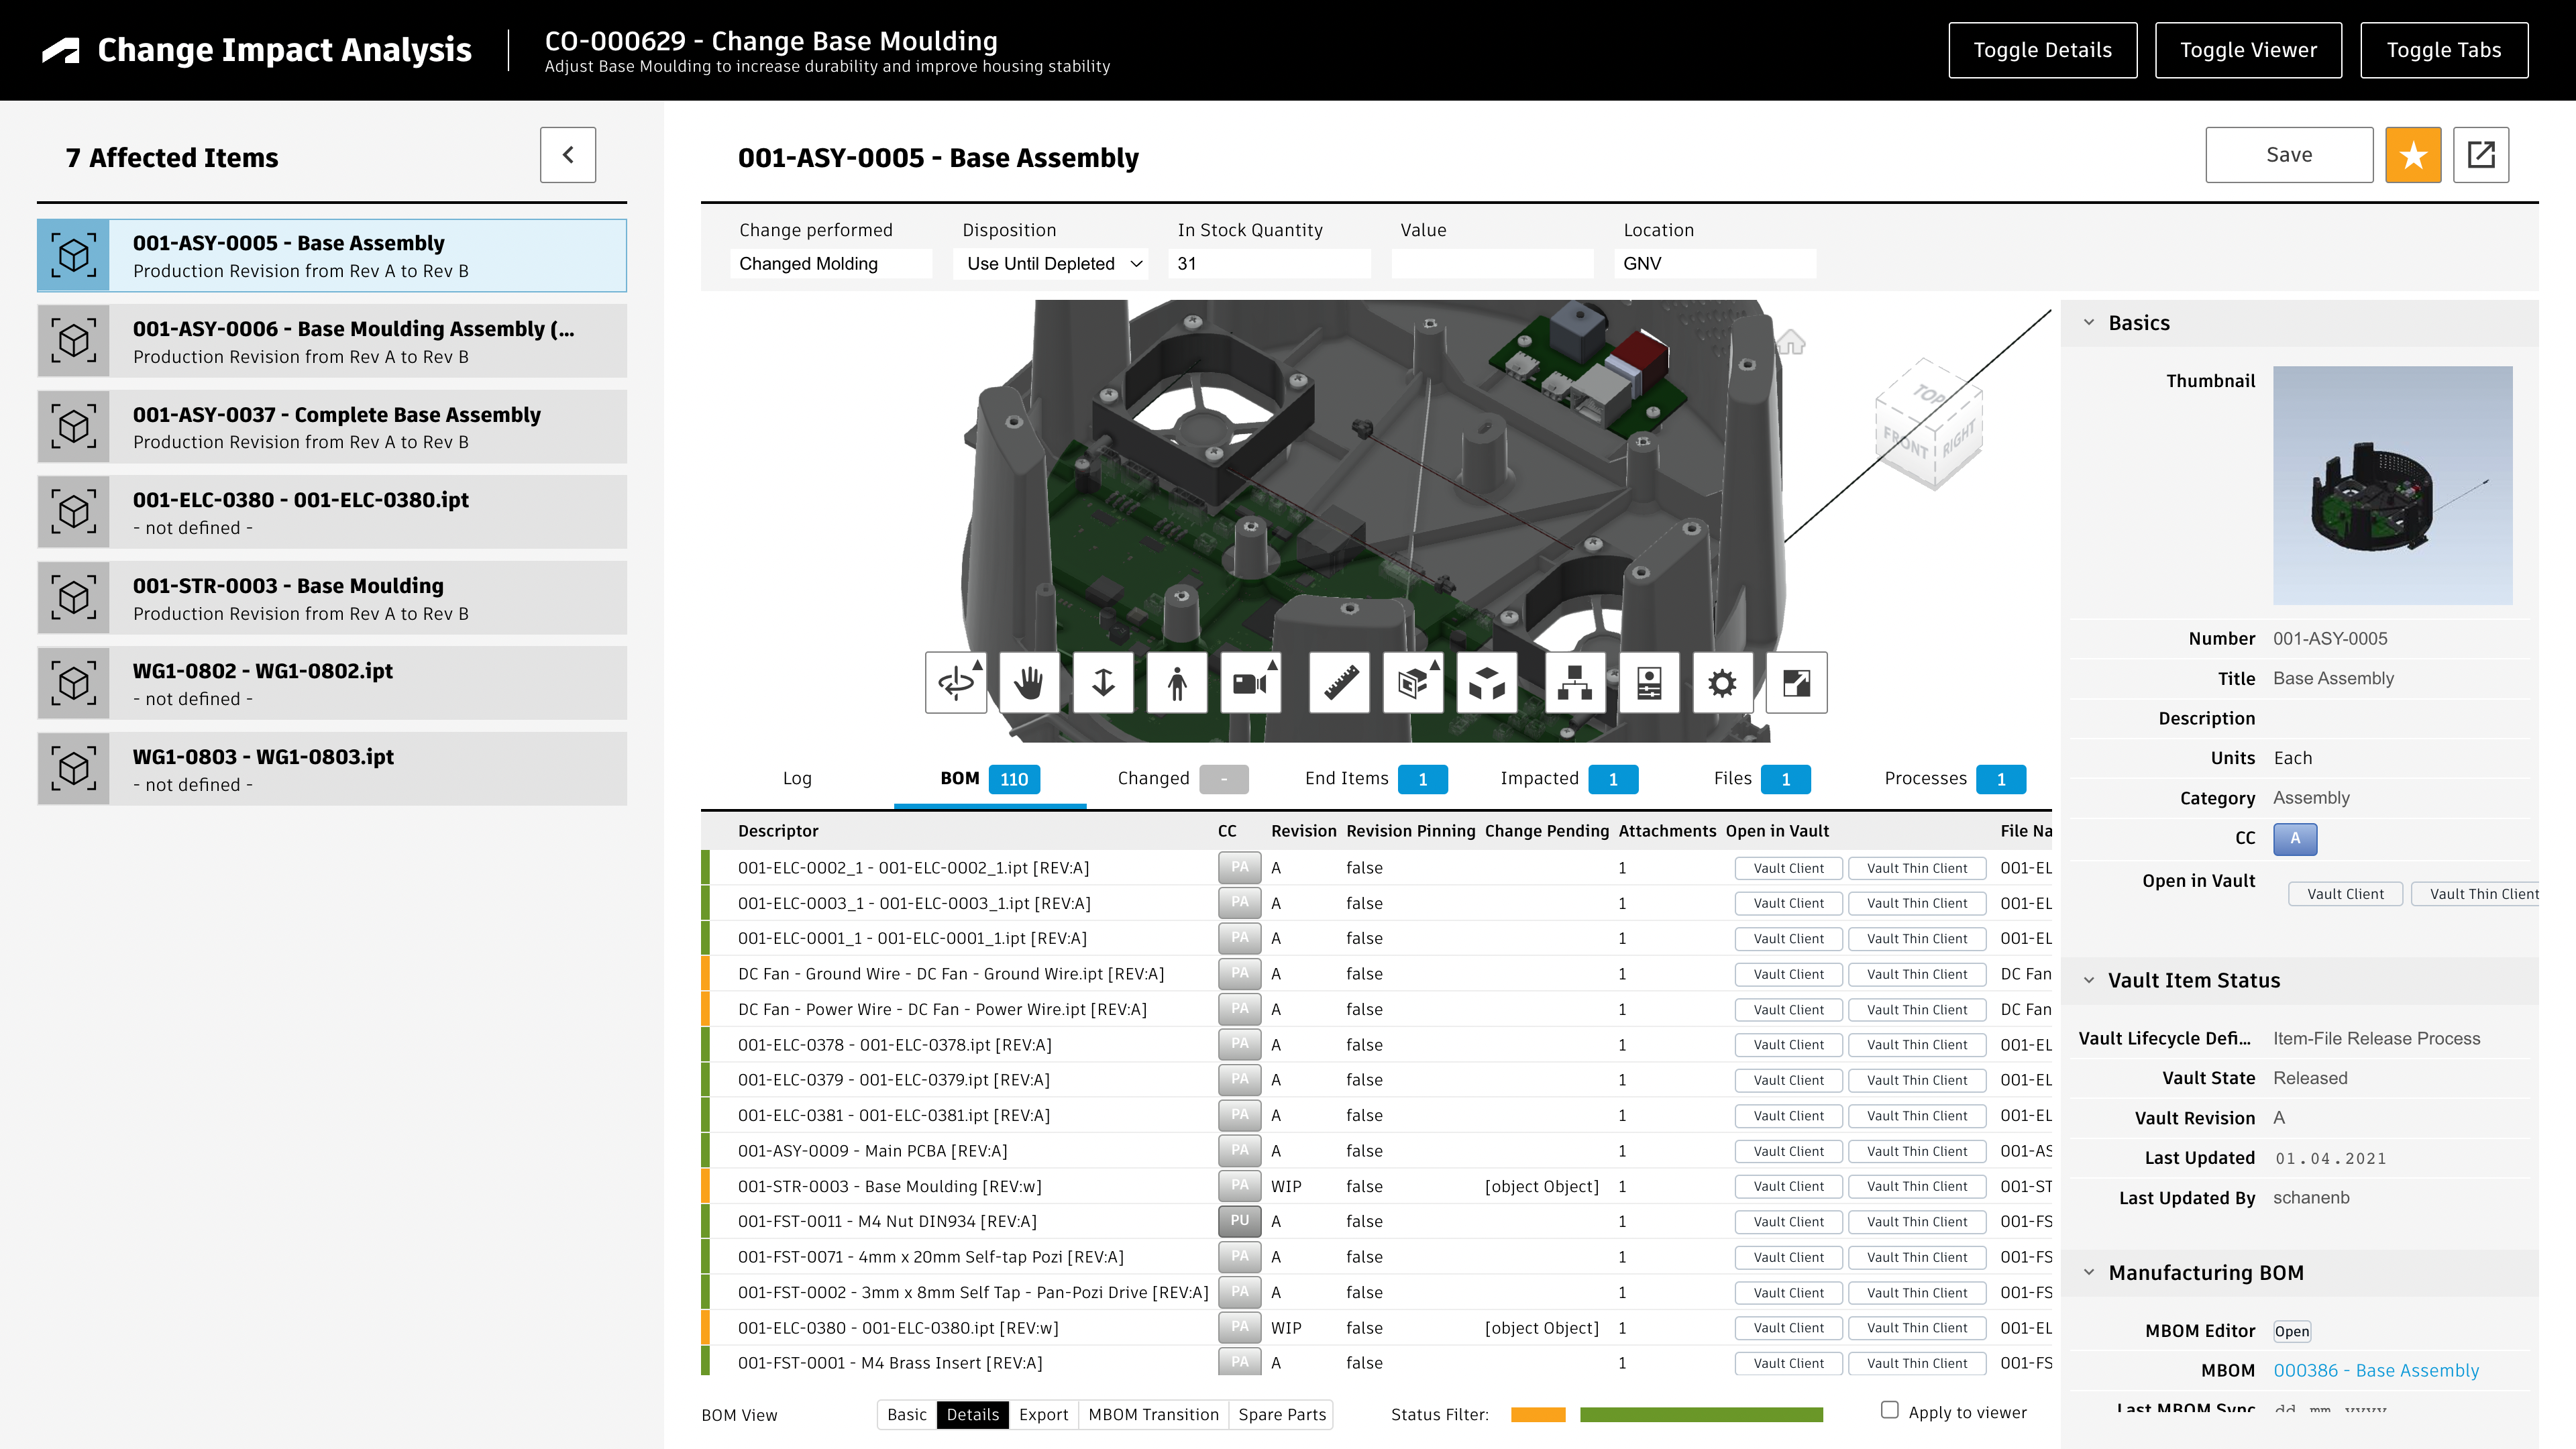 Change Impact Analysis
CO-000629 - Change Base Moulding
Adjust Base Moulding to increase durability and improve housing stability
Toggle Details
Toggle Viewer
Toggle Tabs
7 Affected Items
001-ASY-0005 - Base Assembly
Production Revision from Rev A to Rev B
001-ASY-0006 - Base Moulding Assembly (...
Production Revision from Rev A to Rev B
001-ASY-0037 - Complete Base Assembly
Production Revision from Rev A to Rev B
001-ELC-0380 - 001-ELC-0380.ipt
- not defined -
001-STR-0003 - Base Moulding
Production Revision from Rev A to Rev B
WG1-0802 - WG1-0802.ipt
- not defined -
WG1-0803 - WG1-0803.ipt
- not defined -
001-ASY-0005 - Base Assembly
Save
Change performed Disposition In Stock Quantity Value Location
Changed Molding Use Until Depleted 31 GNV
TOP
FRONT RIGHT
Log BOM 110 Changed - End Items 1 Impacted 1 Files 1 Processes 1
Descriptor CC Revision Revision Pinning Change Pending Attachments Open in Vault File Na
001-ELC-0002_1 - 001-ELC-0002_1.ipt [REV:A] PA A false 1 Vault Client Vault Thin Client 001-EL
001-ELC-0003_1 - 001-ELC-0003_1.ipt [REV:A] PA A false 1 Vault Client Vault Thin Client 001-EL
001-ELC-0001_1 - 001-ELC-0001_1.ipt [REV:A] PA A false 1 Vault Client Vault Thin Client 001-EL
DC Fan - Ground Wire - DC Fan - Ground Wire.ipt [REV:A] PA A false 1 Vault Client Vault Thin Client DC Fan
DC Fan - Power Wire - DC Fan - Power Wire.ipt [REV:A] PA A false 1 Vault Client Vault Thin Client DC Fan
001-ELC-0378 - 001-ELC-0378.ipt [REV:A] PA A false 1 Vault Client Vault Thin Client 001-EL
001-ELC-0379 - 001-ELC-0379.ipt [REV:A] PA A false 1 Vault Client Vault Thin Client 001-EL
001-ELC-0381 - 001-ELC-0381.ipt [REV:A] PA A false 1 Vault Client Vault Thin Client 001-EL
001-ASY-0009 - Main PCBA [REV:A] PA A false 1 Vault Client Vault Thin Client 001-AS
001-STR-0003 - Base Moulding [REV:w] PA WIP false [object Object] 1 Vault Client Vault Thin Client 001-ST
001-FST-0011 - M4 Nut DIN934 [REV:A] PU A false 1 Vault Client Vault Thin Client 001-FS
001-FST-0071 - 4mm x 20mm Self-tap Pozi [REV:A] PA A false 1 Vault Client Vault Thin Client 001-FS
001-FST-0002 - 3mm x 8mm Self Tap - Pan-Pozi Drive [REV:A] PA A false 1 Vault Client Vault Thin Client 001-FS
001-ELC-0380 - 001-ELC-0380.ipt [REV:w] PA WIP false [object Object] 1 Vault Client Vault Thin Client 001-EL
001-FST-0001 - M4 Brass Insert [REV:A] PA A false 1 Vault Client Vault Thin Client 001-FS
BOM View Basic Details Export MBOM Transition Spare Parts Status Filter: Apply to viewer
Basics
Thumbnail
Number 001-ASY-0005
Title Base Assembly
Description
Units Each
Category Assembly
CC A
Open in Vault Vault Client Vault Thin Client
Vault Item Status
Vault Lifecycle Defi... Item-File Release Process
Vault State Released
Vault Revision A
Last Updated 01.04.2021
Last Updated By schanenb
Manufacturing BOM
MBOM Editor Open
MBOM 000386 - Base Assembly
Last MBOM Sync dd.mm.yyyy